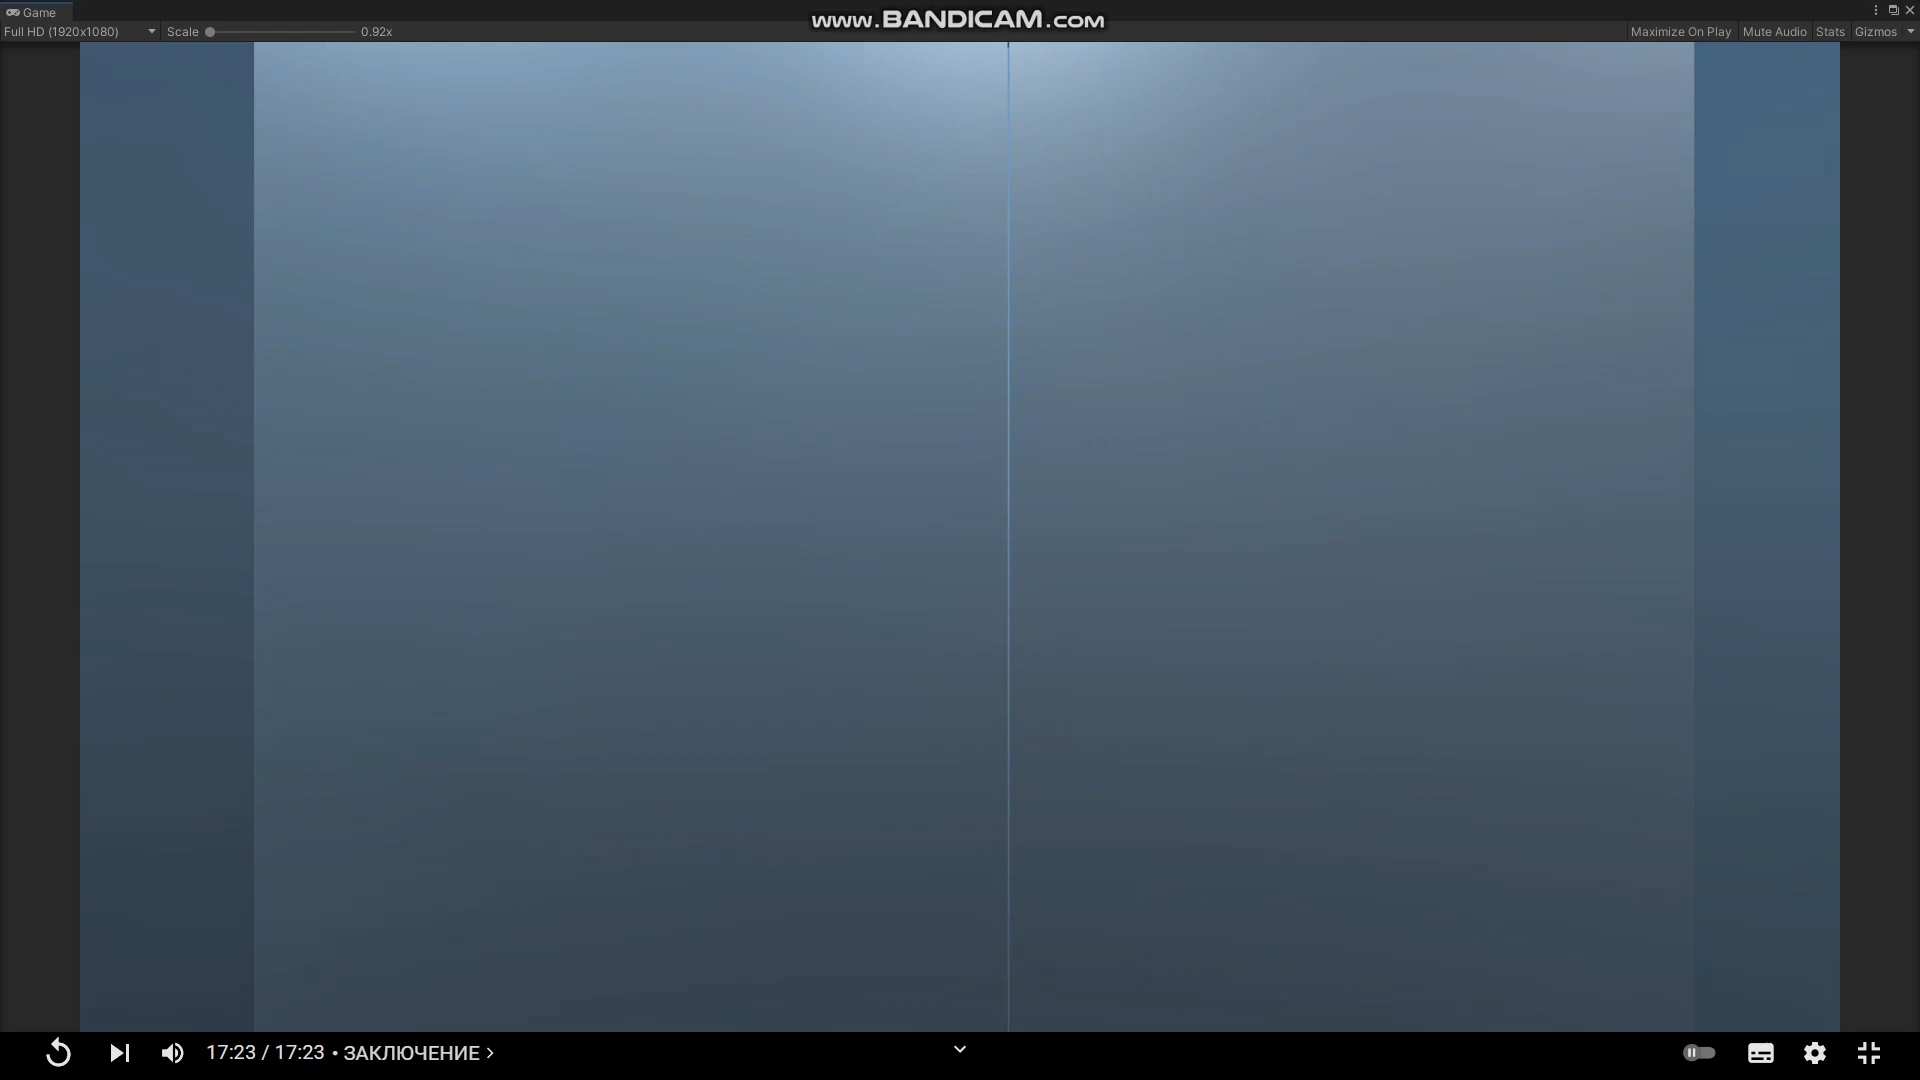 Game
www.BANDICAM.com
Full HD (1920x1080) Scale 0.92x Maximize On Play Mute Audio Stats Gizmos
17:23 / 17:23 • ЗАКЛЮЧЕНИЕ